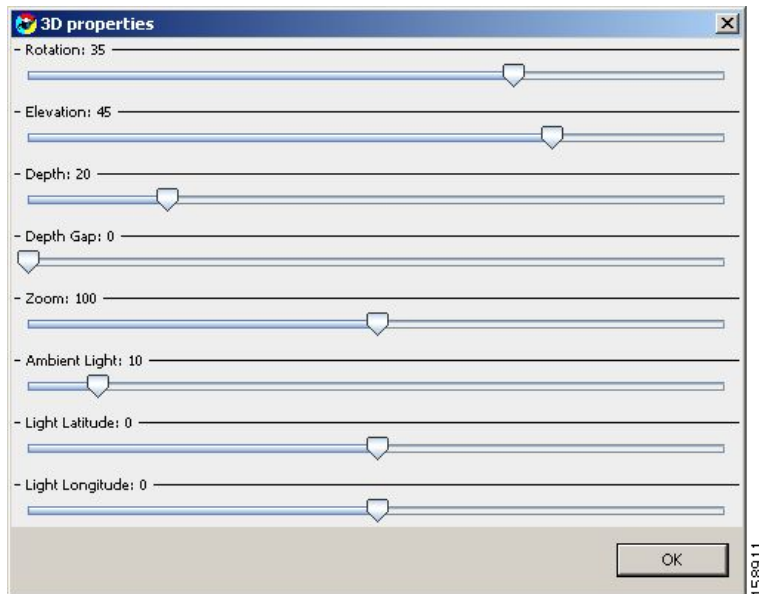 3D properties
Rotation: 35
Elevation: 45
Depth: 20
Depth Gap: 0
Zoom: 100
Ambient Light: 10
Light Latitude: 0
Light Longitude: 0
OK
158911